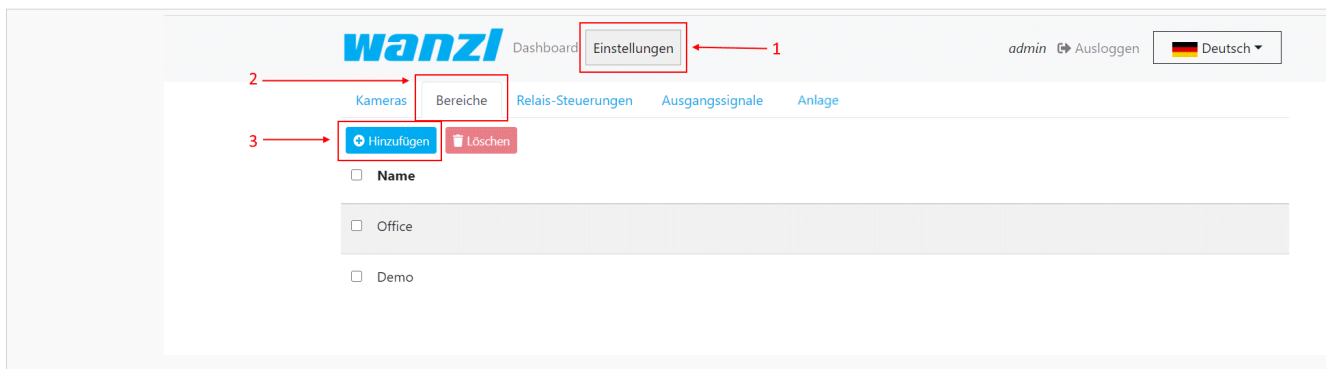 wanzl Dashboard Einstellungen 1 admin Ausloggen Deutsch
2
Kameras Bereiche Relais-Steuerungen Ausgangssignale Anlage
3 Hinzufügen Löschen
Name
Office
Demo